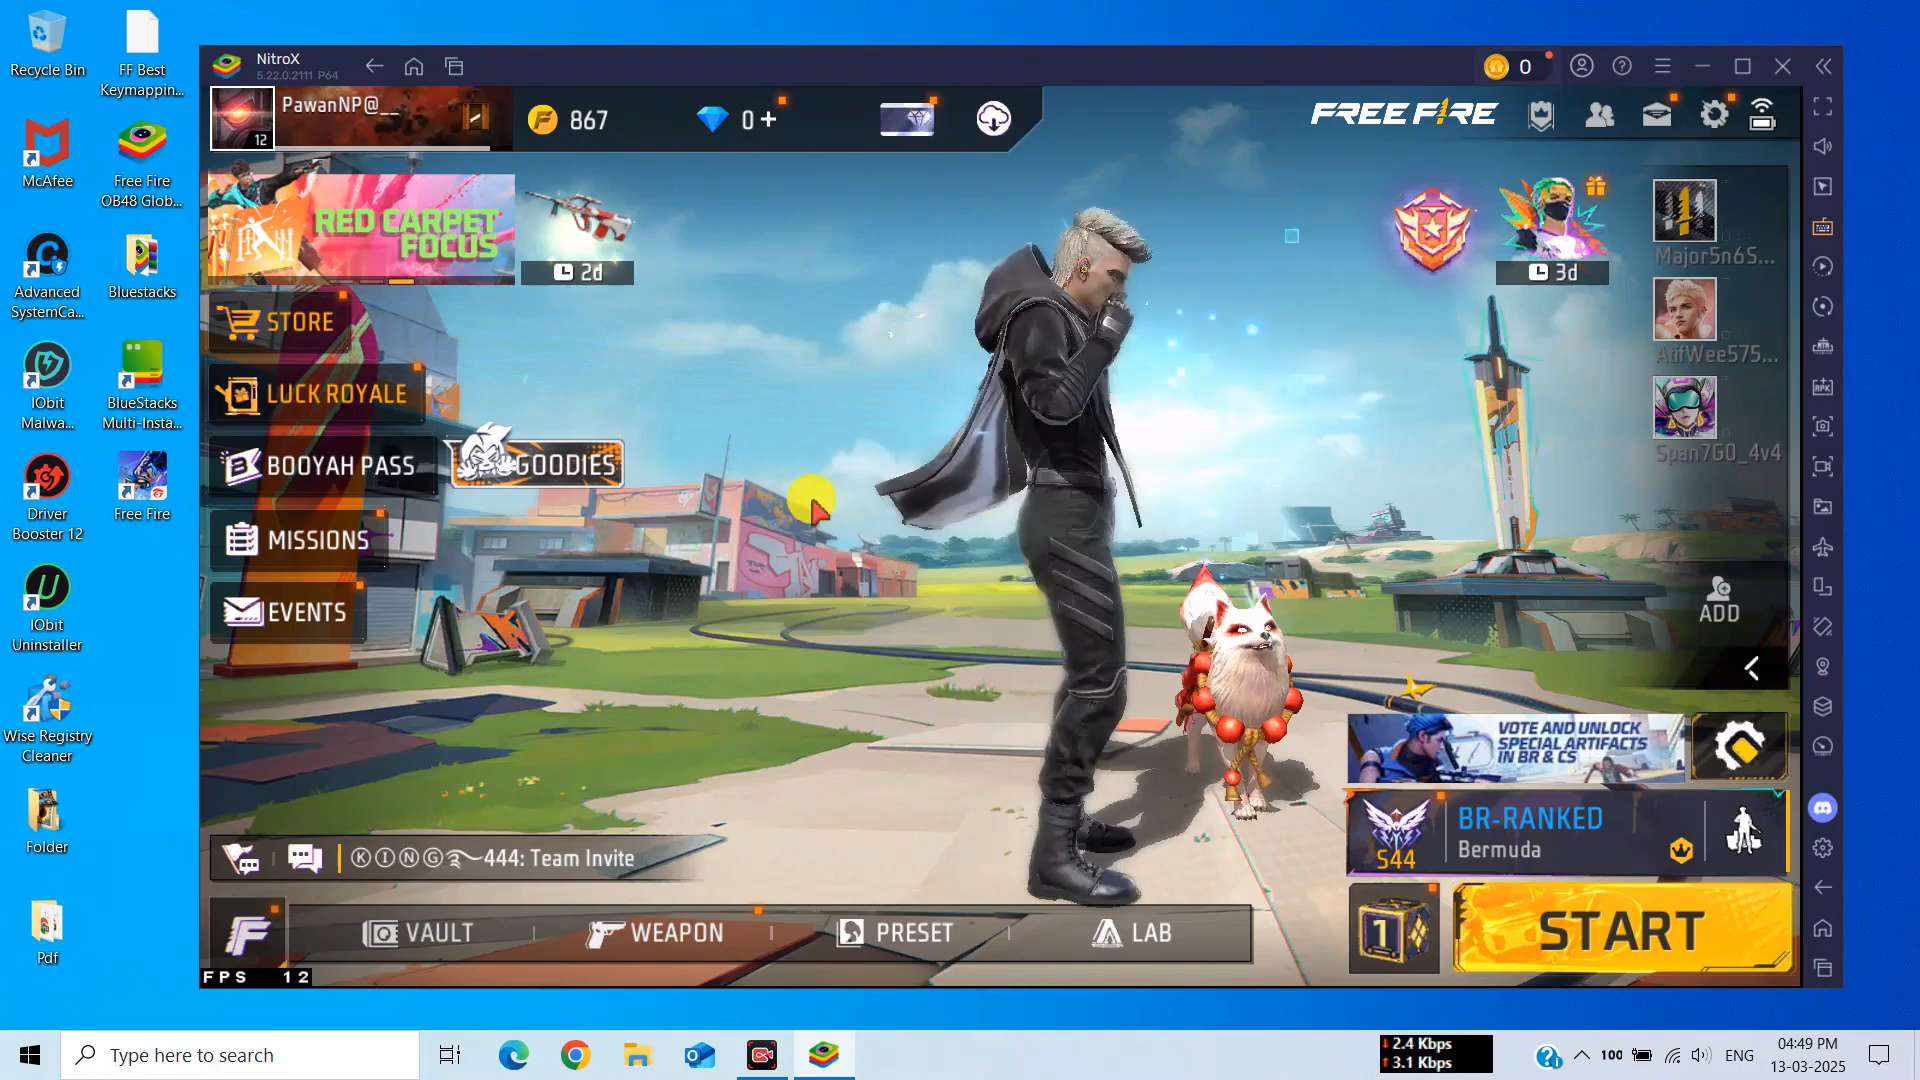 Recycle Bin
FF Best
Keymappin...
McAfee
Free Fire
OB48 Glob...
Advanced
SystemCa...
Bluestacks
IObit
Malwa...
BlueStacks
Multi-Insta...
Driver
Booster 12
Free Fire
IObit
Uninstaller
Wise Registry
Cleaner
Folder
Pdf
NitroX
5.22.0.2111 P64
0
12
PawanNP@__
867
0 +
FREE FIRE
RED CARPET
FOCUS
2d
3d
STORE
LUCK ROYALE
BOOYAH PASS
GOODIES
MISSIONS
EVENTS
Major5n6S...
AtifWee575...
Span7G0_4v4
ADD
VOTE AND UNLOCK
SPECIAL ARTIFACTS
IN BR & CS
S44
BR-RANKED
Bermuda
ⓀⒾⓃⒼ࿐444: Team Invite
VAULT
WEAPON
PRESET
LAB
1
START
FPS 12
Type here to search
2.4 Kbps
3.1 Kbps
100
ENG
04:49 PM
13-03-2025